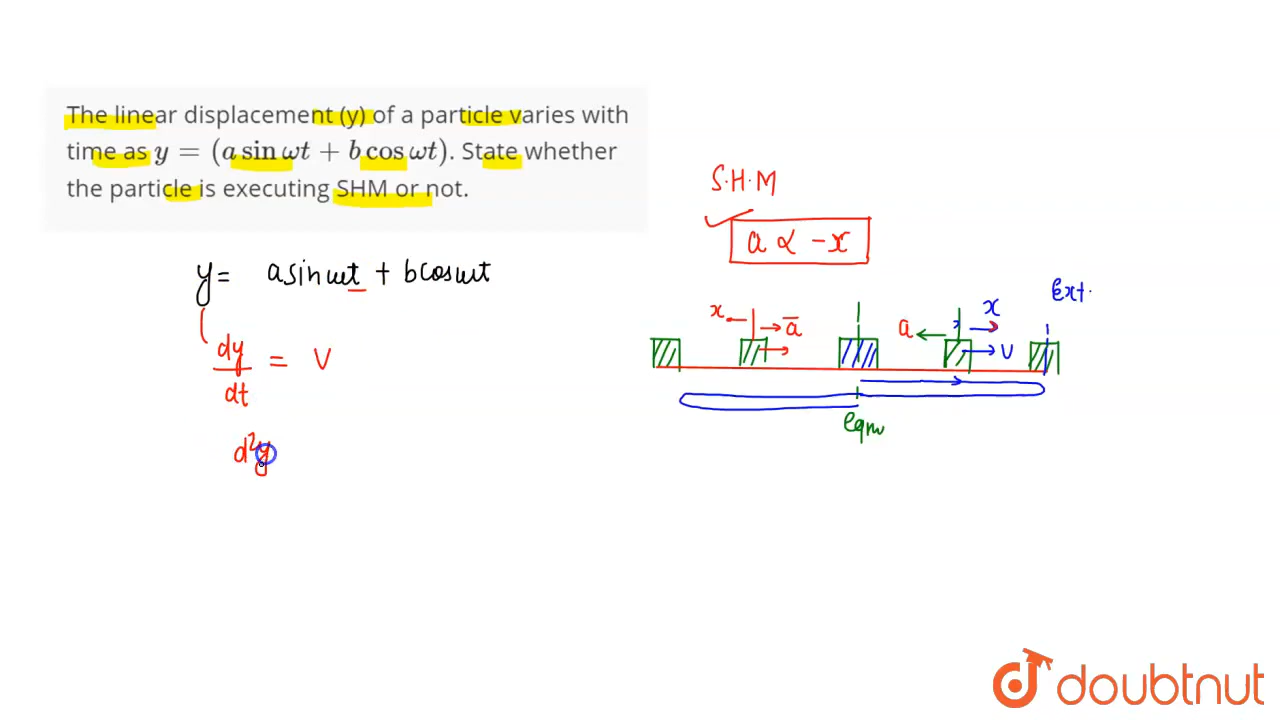 The linear displacement (y) of a particle varies with
time as y = (a sin ωt + b cos ωt). State whether
the particle is executing SHM or not.
S.H.M
a ∝ -x
y = a sin ωt + b cos ωt
Ext.
x
a
a
x
v
dy/dt = V
eqm
d²y
doubtnut